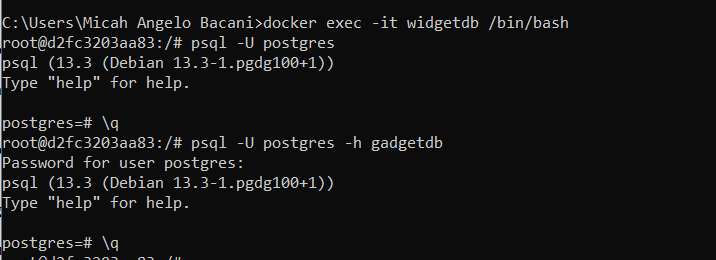 C:\Users\Micah Angelo Bacani>docker exec -it widgetdb /bin/bash
root@d2fc3203aa83:/# psql -U postgres
psql (13.3 (Debian 13.3-1.pgdg100+1))
Type "help" for help.
postgres=# \q
root@d2fc3203aa83:/# psql -U postgres -h gadgetdb
Password for user postgres:
psql (13.3 (Debian 13.3-1.pgdg100+1))
Type "help" for help.
postgres=# \q